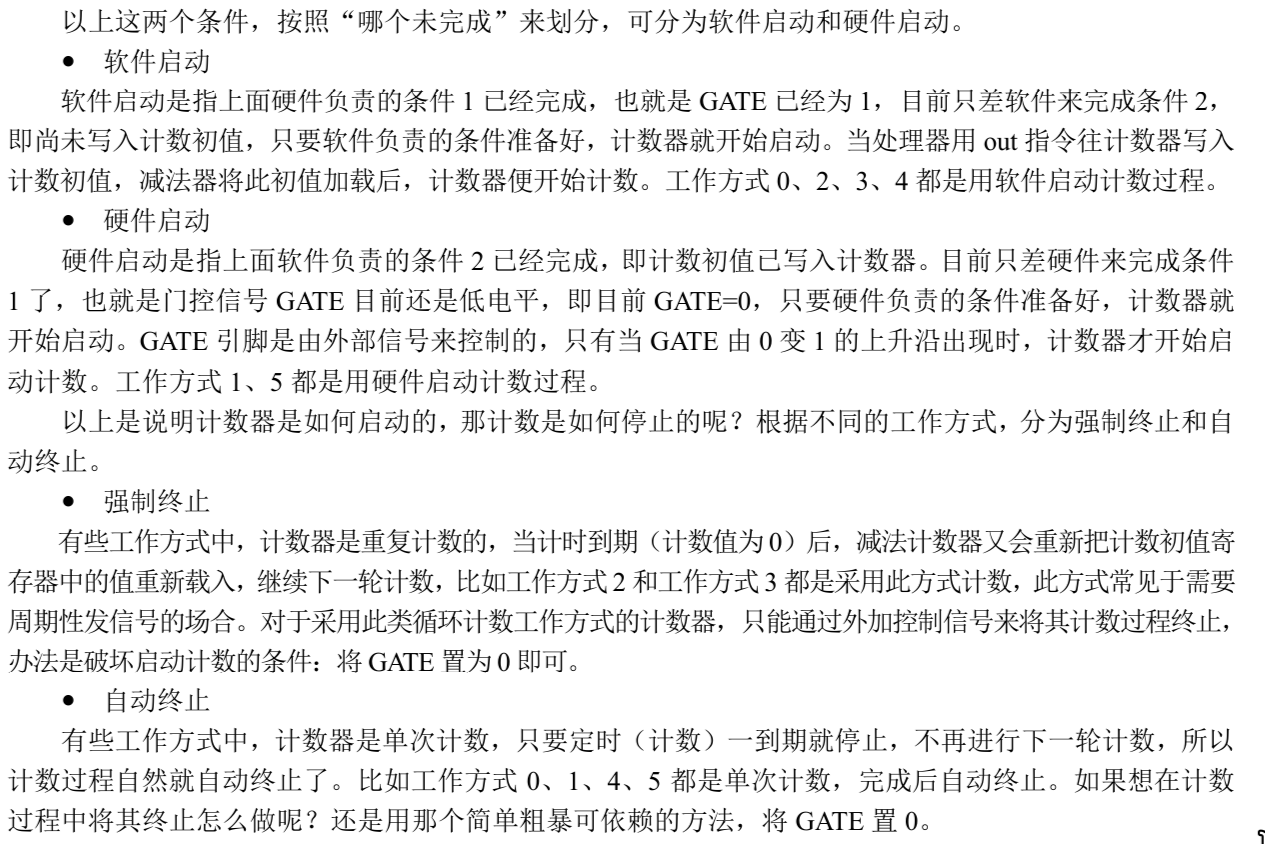 以上这两个条件，按照“哪个未完成”来划分，可分为软件启动和硬件启动。
● 软件启动
软件启动是指上面硬件负责的条件 1 已经完成，也就是 GATE 已经为 1，目前只差软件来完成条件 2，
即尚未写入计数初值，只要软件负责的条件准备好，计数器就开始启动。当处理器用 out 指令往计数器写入
计数初值，减法器将此初值加载后，计数器便开始计数。工作方式 0、2、3、4 都是用软件启动计数过程。
● 硬件启动
硬件启动是指上面软件负责的条件 2 已经完成，即计数初值已写入计数器。目前只差硬件来完成条件
1 了，也就是门控信号 GATE 目前还是低电平，即目前 GATE=0，只要硬件负责的条件准备好，计数器就
开始启动。GATE 引脚是由外部信号来控制的，只有当 GATE 由 0 变 1 的上升沿出现时，计数器才开始启
动计数。工作方式 1、5 都是用硬件启动计数过程。
以上是说明计数器是如何启动的，那计数是如何停止的呢？根据不同的工作方式，分为强制终止和自
动终止。
● 强制终止
有些工作方式中，计数器是重复计数的，当计时到期（计数值为 0）后，减法计数器又会重新把计数初值寄
存器中的值重新载入，继续下一轮计数，比如工作方式 2 和工作方式 3 都是采用此方式计数，此方式常见于需要
周期性发信号的场合。对于采用此类循环计数工作方式的计数器，只能通过外加控制信号来将其计数过程终止，
办法是破坏启动计数的条件：将 GATE 置为 0 即可。
● 自动终止
有些工作方式中，计数器是单次计数，只要定时（计数）一到期就停止，不再进行下一轮计数，所以
计数过程自然就自动终止了。比如工作方式 0、1、4、5 都是单次计数，完成后自动终止。如果想在计数
过程中将其终止怎么做呢？还是用那个简单粗暴可依赖的方法，将 GATE 置 0。